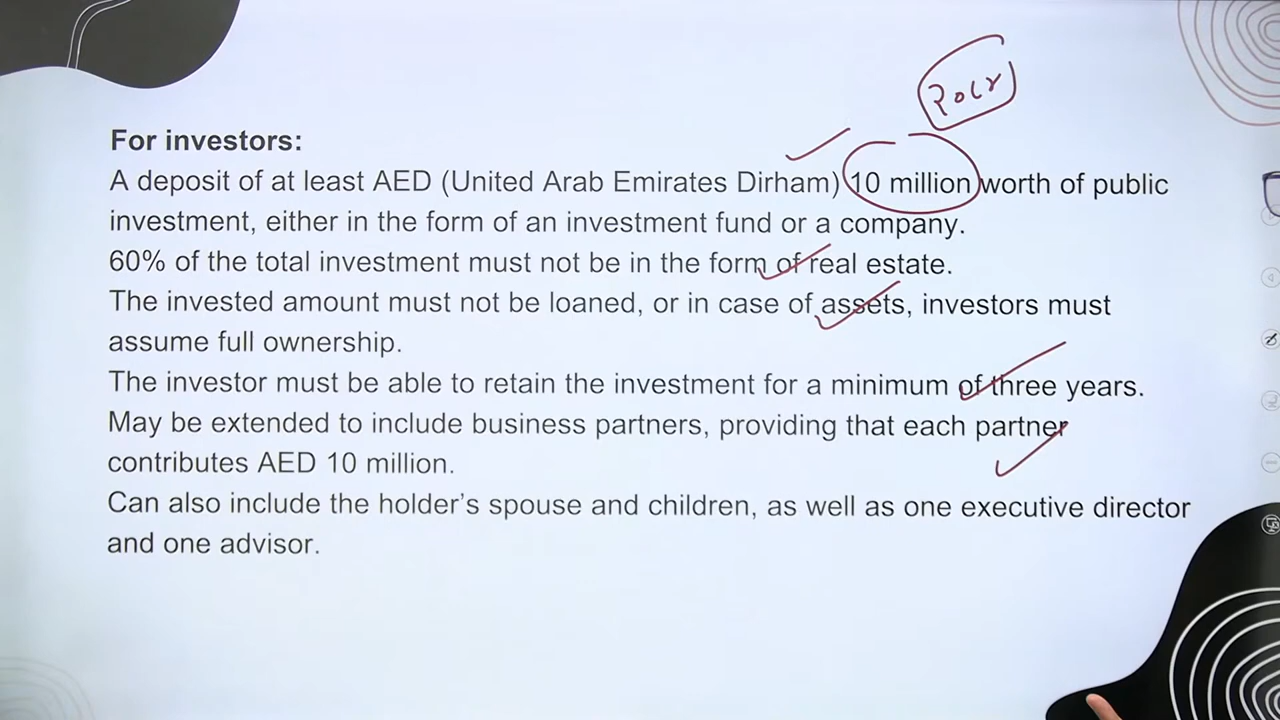 For investors:
A deposit of at least AED (United Arab Emirates Dirham) 10 million worth of public
investment, either in the form of an investment fund or a company.
60% of the total investment must not be in the form of real estate.
The invested amount must not be loaned, or in case of assets, investors must
assume full ownership.
The investor must be able to retain the investment for a minimum of three years.
May be extended to include business partners, providing that each partner
contributes AED 10 million.
Can also include the holder's spouse and children, as well as one executive director
and one advisor.